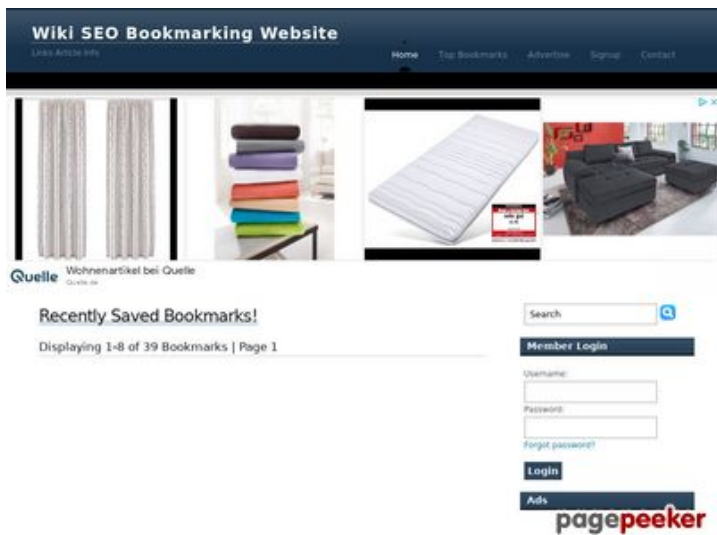 Wiki SEO Bookmarking Website
Links Article Info
Home Top Bookmarks Advertise Signup Contact
sehr gut
Quelle
Wohnenartikel bei Quelle
Quelle.de
Recently Saved Bookmarks!
Displaying 1-8 of 39 Bookmarks | Page 1
Search
Member Login
Username:
Password:
Forgot password?
Login
Ads
pagepeeker